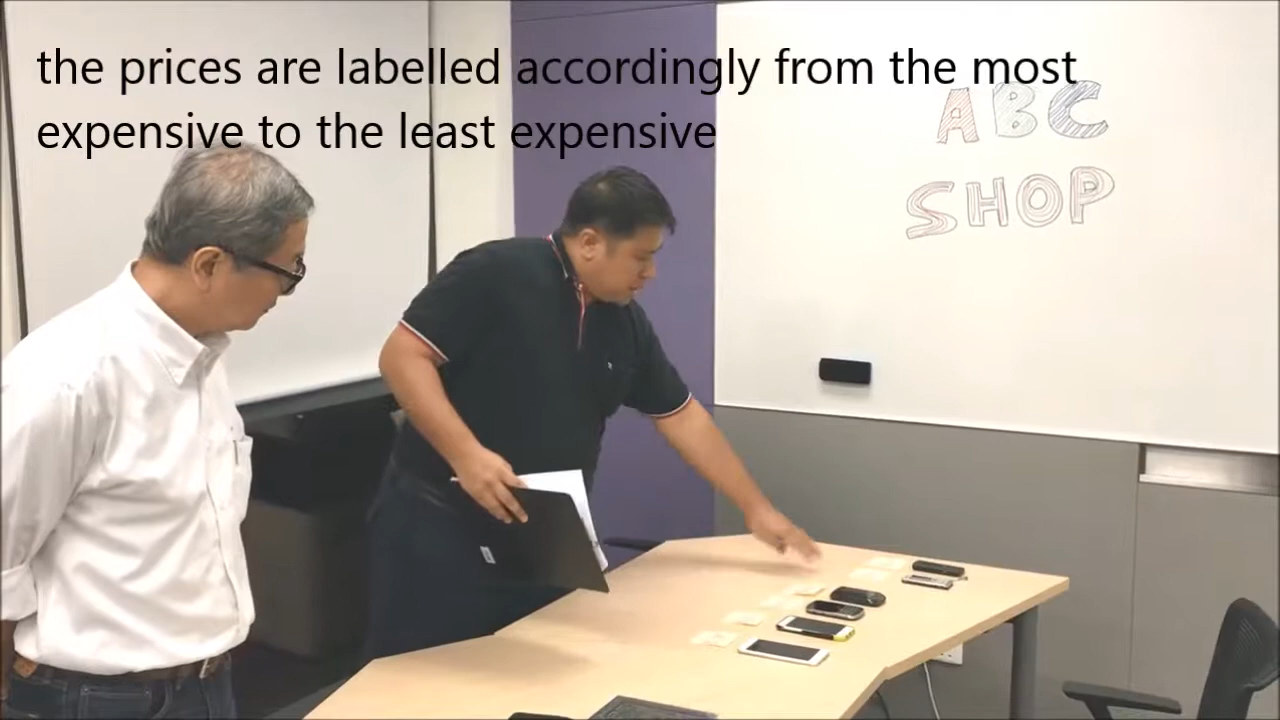 the prices are labelled accordingly from the most
expensive to the least expensive
ABC
SHOP